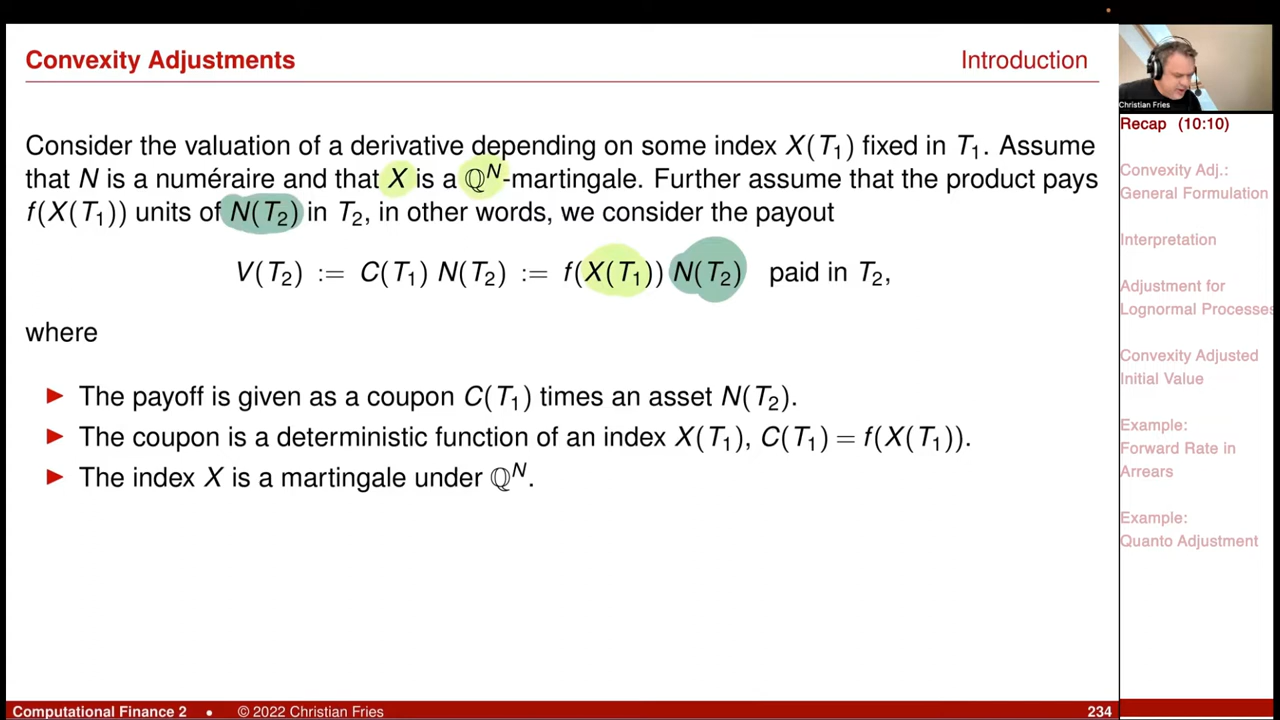 Convexity Adjustments
Introduction
Consider the valuation of a derivative depending on some index X(T₁) fixed in T₁. Assume
that N is a numéraire and that X is a ℚᴺ-martingale. Further assume that the product pays
f(X(T₁)) units of N(T₂) in T₂, in other words, we consider the payout
V(T₂) := C(T₁) N(T₂) := f(X(T₁)) N(T₂) paid in T₂,
where
► The payoff is given as a coupon C(T₁) times an asset N(T₂).
► The coupon is a deterministic function of an index X(T₁), C(T₁) = f(X(T₁)).
► The index X is a martingale under ℚᴺ.
Christian Fries
Recap (10:10)
Convexity Adj.:
General Formulation
Interpretation
Adjustment for
Lognormal Processes
Convexity Adjusted
Initial Value
Example:
Forward Rate in
Arrears
Example:
Quanto Adjustment
Computational Finance 2 • © 2022 Christian Fries
234